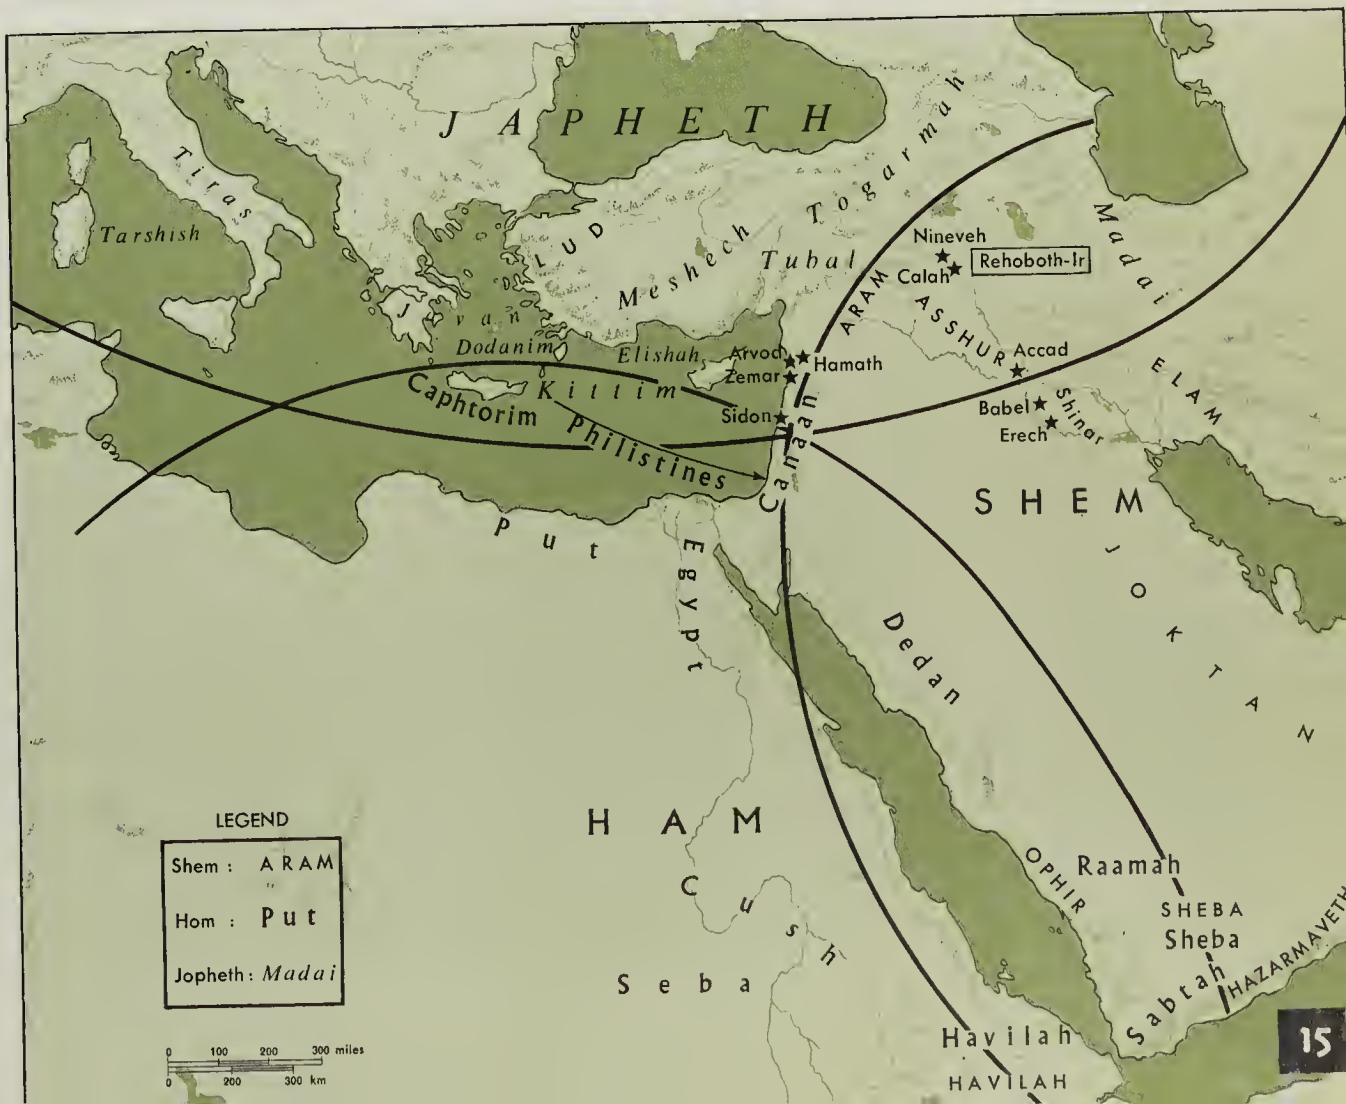 JAPHETH
Tiras
Tarshish
LUD
Meshech
Togarmah
Tubal
Madai
Nineveh
Calah
Rehoboth-Ir
ARAM
ASSHUR
Accad
ELAM
Javan
Dodanim
Elishah
Arvod
Hamath
Zemar
Kittim
Caphtorim
Philistines
Sidon
Canaan
Babel
Shinar
Erech
SHEM
JOKTAN
Put
Egypt
Dedan
HAM
Cush
Seba
OPHIR
Raamah
SHEBA
Sheba
Sabtah
HAZARMAVETH
Havilah
HAVILAH
LEGEND
Shem : ARAM
"
Hom : Put
Jopheth : Madai
0 100 200 300 miles
0 200 300 km
15